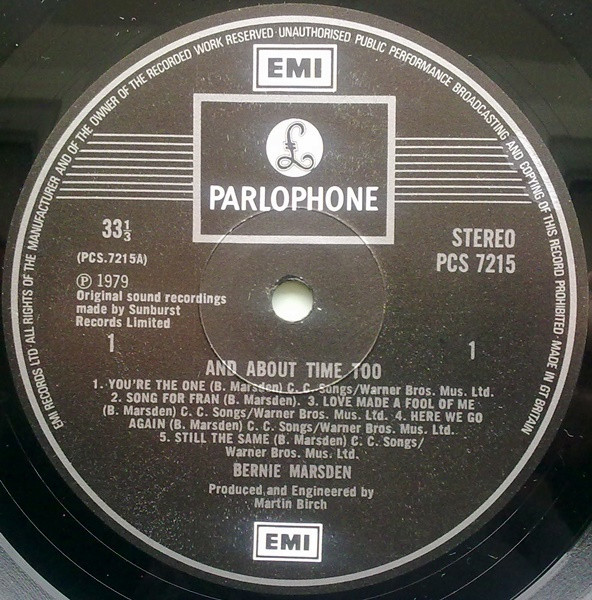 EMI RECORDS LTD·ALL RIGHTS OF THE MANUFACTURER AND OF THE OWNER OF THE RECORDED WORK RESERVED·UNAUTHORISED PUBLIC PERFORMANCE BROADCASTING AND COPYING OF THIS RECORD PROHIBITED. MADE IN GT BRITAIN
EMI
£
PARLOPHONE
33⅓
STEREO
(PCS.7215A)
PCS 7215
Ⓟ 1979
Original sound recordings
made by Sunburst
Records Limited
1
1
AND ABOUT TIME TOO
1. YOU'RE THE ONE (B. Marsden) C. C. Songs/Warner Bros. Mus. Ltd.
2. SONG FOR FRAN (B. Marsden). 3. LOVE MADE A FOOL OF ME
(B. Marsden) C. C. Songs/Warner Bros. Mus. Ltd. 4. HERE WE GO
AGAIN (B. Marsden) C. C. Songs/Warner Bros. Mus. Ltd.
5. STILL THE SAME (B. Marsden) C. C. Songs/
Warner Bros. Mus. Ltd.
BERNIE MARSDEN
Produced and Engineered by
Martin Birch
EMI